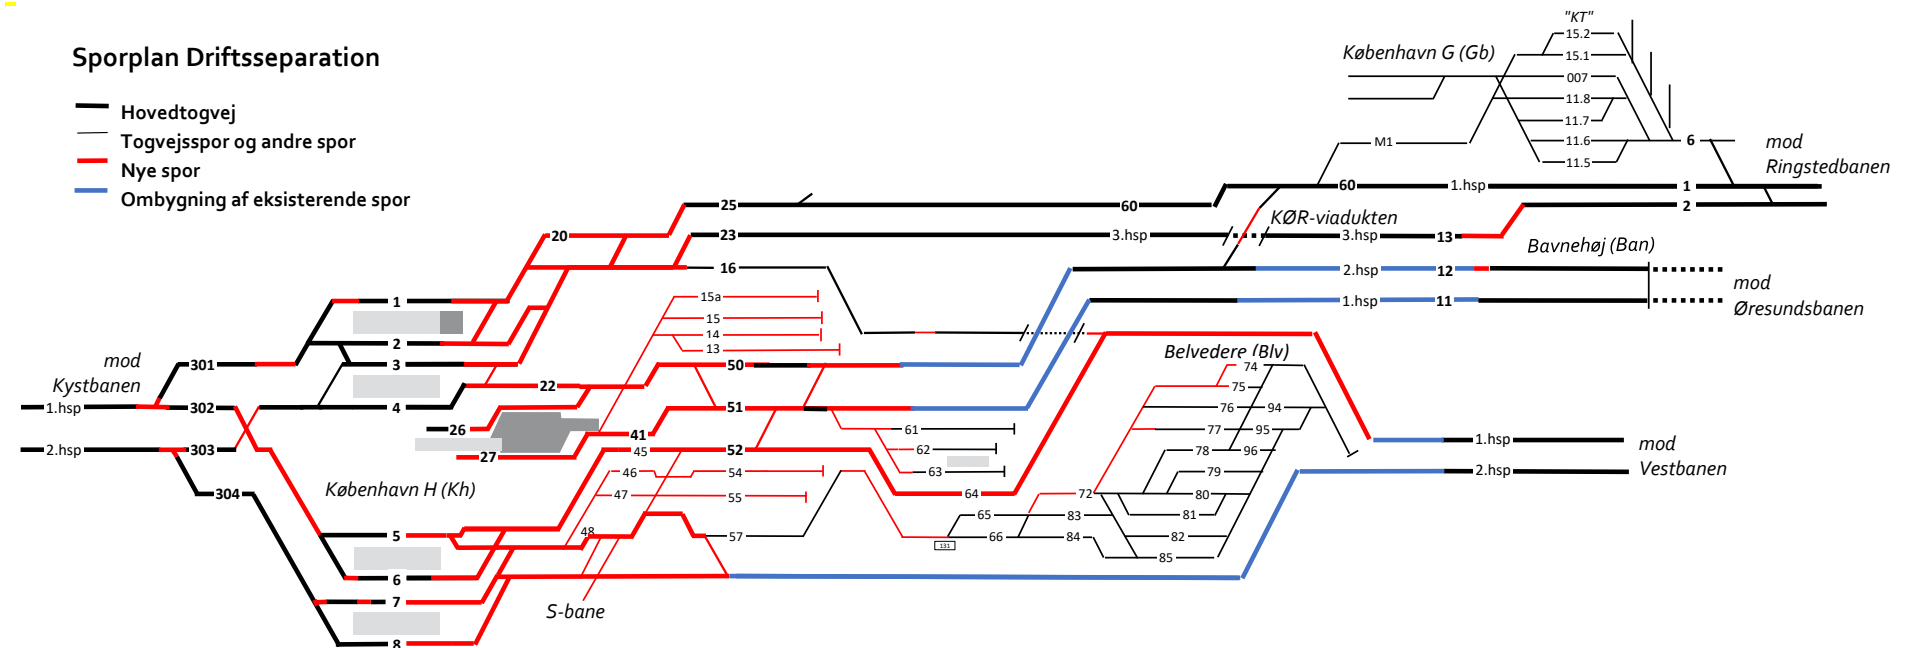 Sporplan Driftsseparation
Hovedtogvej
Togvejsspor og andre spor
Nye spor
Ombygning af eksisterende spor
"KT"
15.2
København G (Gb)
15.1
007
11.8
11.7
M1
11.6
6
mod
Ringstedbanen
11.5
60
1.hsp
1
25
60
2
KØR-viadukten
20
23
3.hsp
3.hsp
13
Bavnehøj (Ban)
16
2.hsp
12
mod
Øresundsbanen
15a
1
1.hsp
11
15
14
2
13
Belvedere (Blv)
mod
Kystbanen
301
3
50
74
22
75
1.hsp
302
4
51
76
94
26
61
77
95
41
1.hsp
mod
Vestbanen
2.hsp
303
27
45
52
62
78
96
46
54
63
79
2.hsp
København H (Kh)
304
47
55
64
72
80
65
83
81
5
48
57
66
84
82
131
85
6
7
S-bane
8